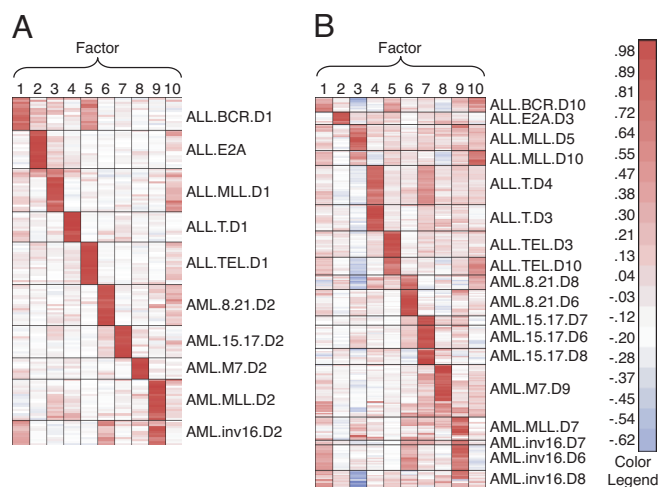 A
Factor
1 2 3 4 5 6 7 8 9 10
ALL.BCR.D1
ALL.E2A
ALL.MLL.D1
ALL.T.D1
ALL.TEL.D1
AML.8.21.D2
AML.15.17.D2
AML.M7.D2
AML.MLL.D2
AML.inv16.D2
B
Factor
1 2 3 4 5 6 7 8 9 10
ALL.BCR.D10
ALL.E2A.D3
ALL.MLL.D5
ALL.MLL.D10
ALL.T.D4
ALL.T.D3
ALL.TEL.D3
ALL.TEL.D10
AML.8.21.D8
AML.8.21.D6
AML.15.17.D7
AML.15.17.D6
AML.15.17.D8
AML.M7.D9
AML.MLL.D7
AML.inv16.D7
AML.inv16.D6
AML.inv16.D8
.98
.89
.81
.72
.64
.55
.47
.38
.30
.21
.13
.04
-.03
-.12
-.20
-.28
-.37
-.45
-.54
-.62
Color
Legend